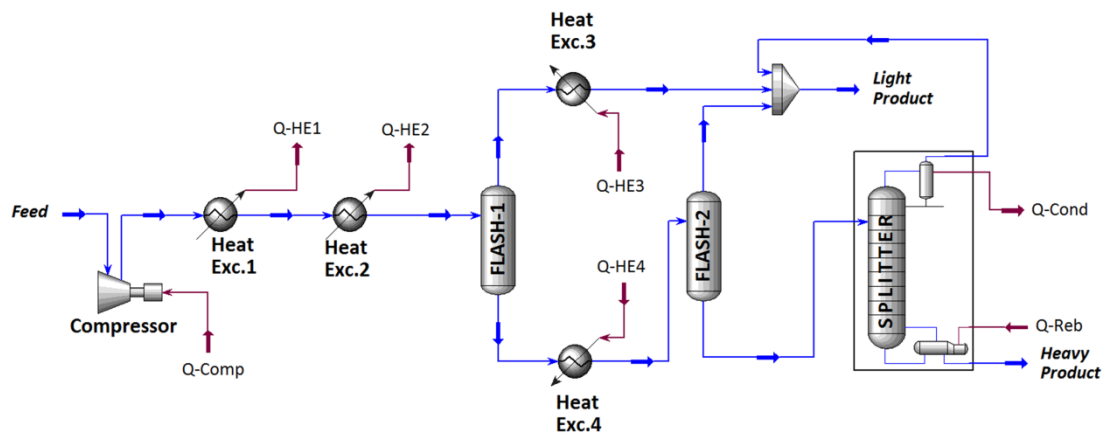 Heat
Exc.3
Light
Product
Q-HE1
Q-HE2
Q-HE3
Feed
Heat
Exc.1
Heat
Exc.2
FLASH-1
FLASH-2
SPLITTER
Q-Cond
Q-HE4
Compressor
Q-Comp
Q-Reb
Heavy
Product
Heat
Exc.4